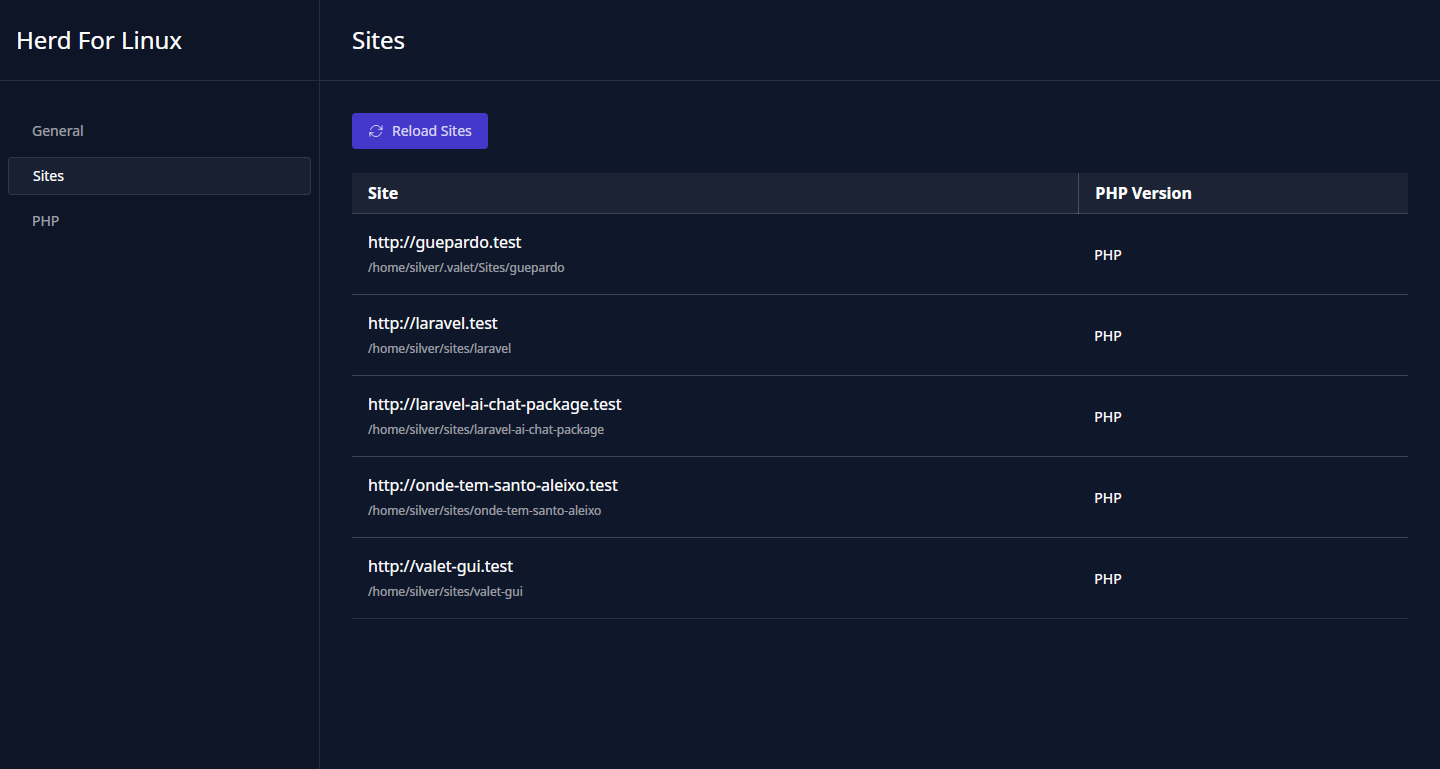 Herd For Linux
Sites
General
Sites
PHP
Reload Sites
Site PHP Version
http://guepardo.test
/home/silver/.valet/Sites/guepardo
PHP
http://laravel.test
/home/silver/sites/laravel
PHP
http://laravel-ai-chat-package.test
/home/silver/sites/laravel-ai-chat-package
PHP
http://onde-tem-santo-aleixo.test
/home/silver/sites/onde-tem-santo-aleixo
PHP
http://valet-gui.test
/home/silver/sites/valet-gui
PHP